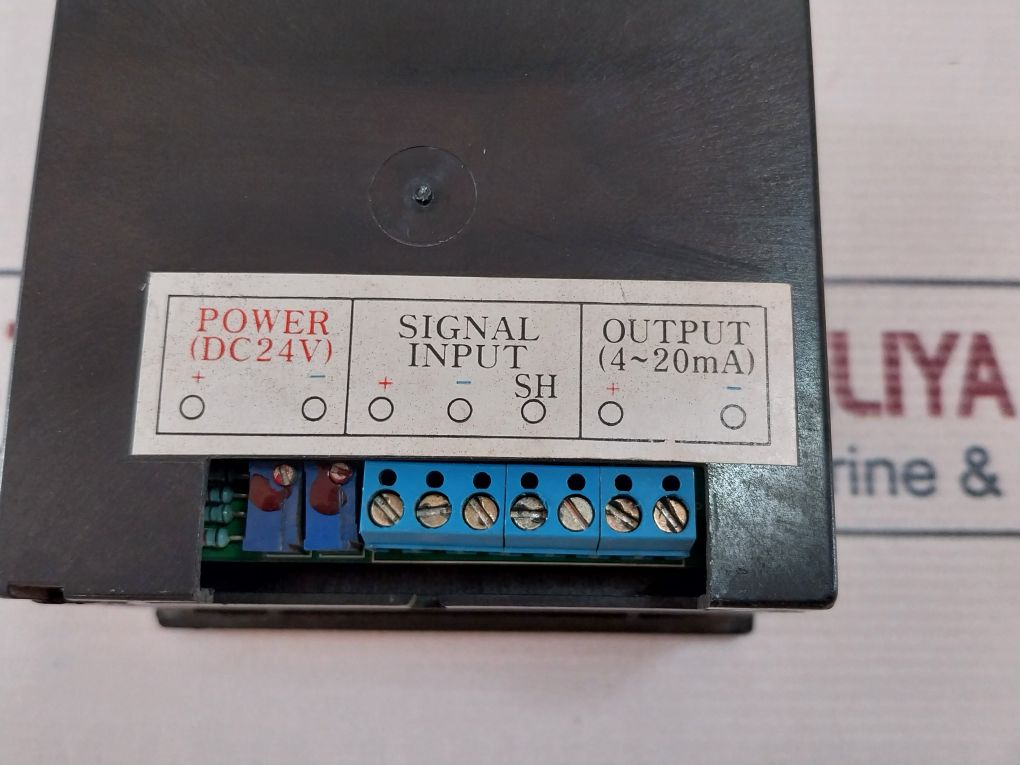 POWER
(DC24V)
+ −
SIGNAL
INPUT
+ − SH
OUTPUT
(4~20mA)
+ −
LIYA
rine &